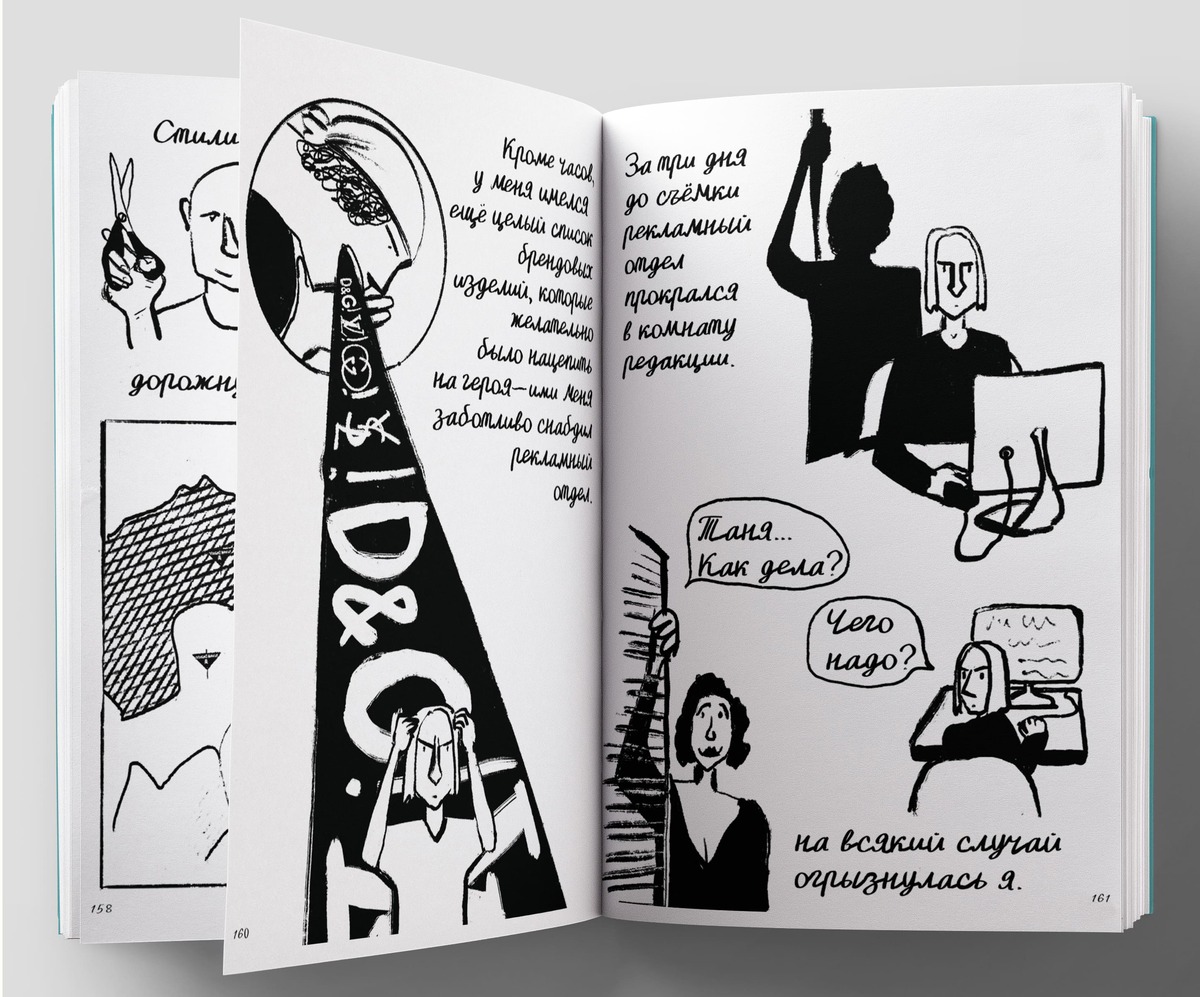 Стили
дорожну
158
Кроме часов,
у меня имелся
ещё целый список
брендовых
изделий, которые
желательно
было нацепить
на героя—ими меня
заботливо снабдил
рекламный
отдел.
D&G
!
D&G
160
За три дня
до съёмки
рекламный
отдел
прокрался
в комнату
редакции.
Таня...
Как дела?
Чего
надо?
на всякий случай
огрызнулась я.
161